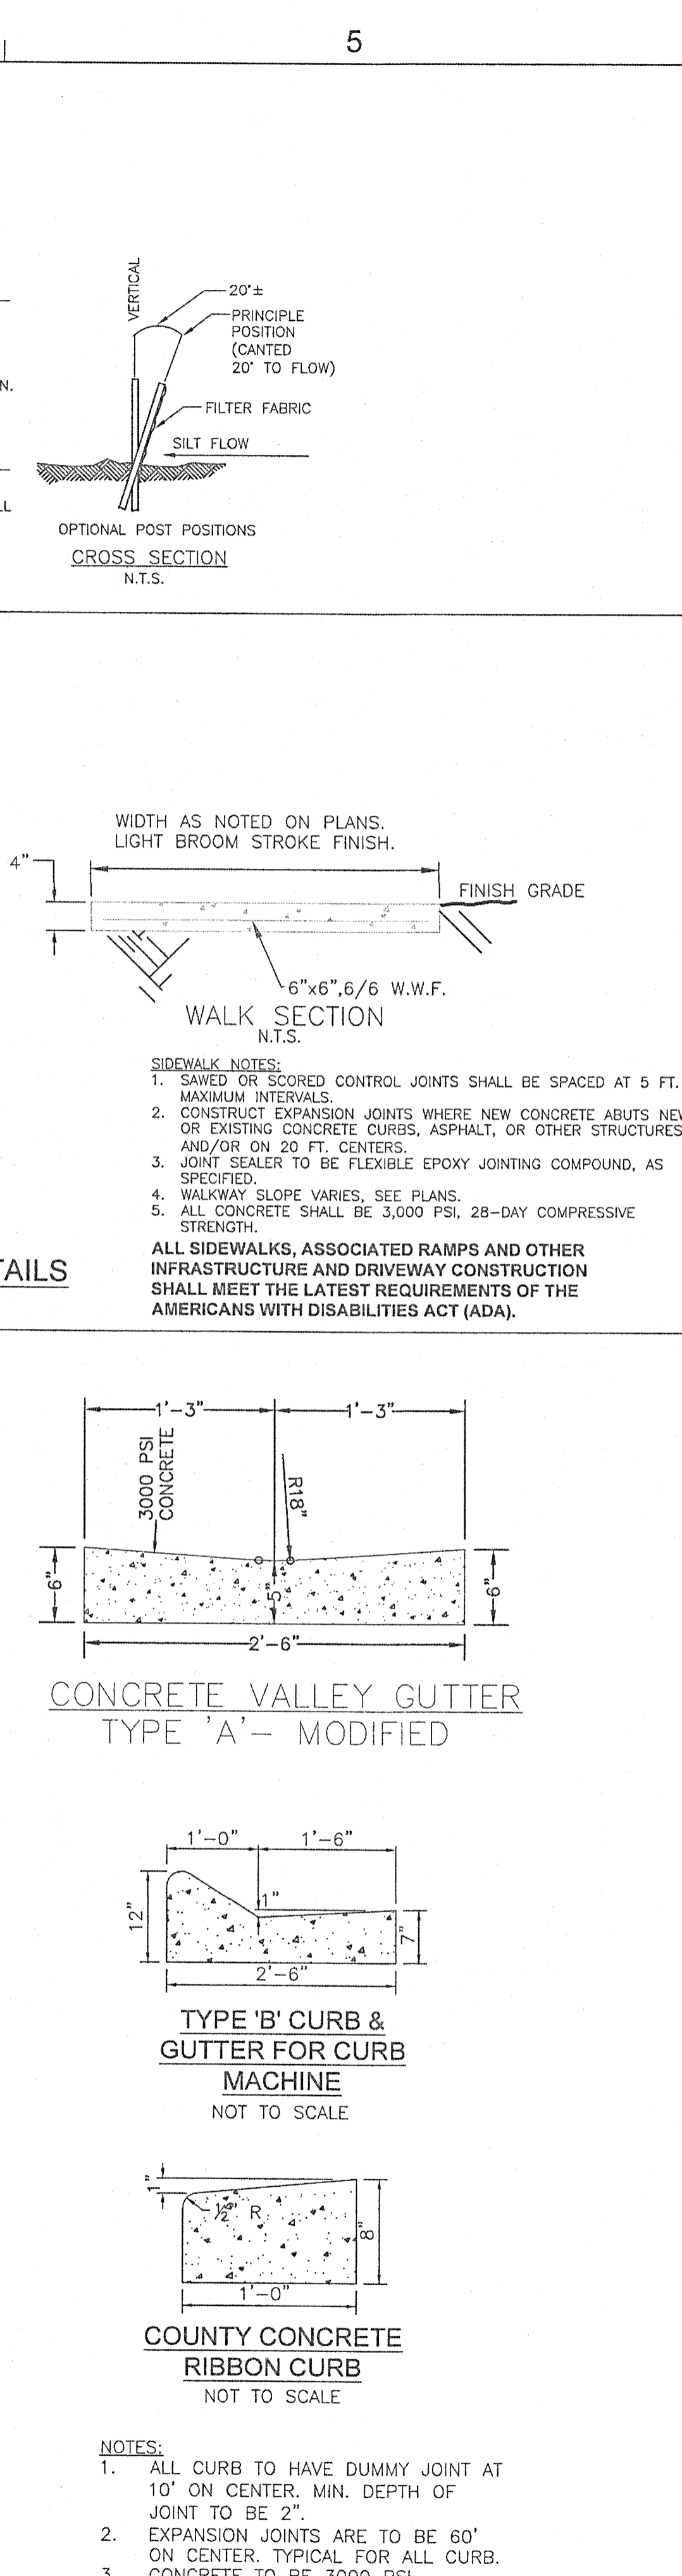 5
VERTICAL
20°±
PRINCIPLE
POSITION
(CANTED
20° TO FLOW)
N.
FILTER FABRIC
SILT FLOW
LL
OPTIONAL POST POSITIONS
CROSS SECTION
N.T.S.
WIDTH AS NOTED ON PLANS.
LIGHT BROOM STROKE FINISH.
4"
FINISH GRADE
6"x6",6/6 W.W.F.
WALK SECTION
N.T.S.
SIDEWALK NOTES:
1. SAWED OR SCORED CONTROL JOINTS SHALL BE SPACED AT 5 FT.
MAXIMUM INTERVALS.
2. CONSTRUCT EXPANSION JOINTS WHERE NEW CONCRETE ABUTS NEW
OR EXISTING CONCRETE CURBS, ASPHALT, OR OTHER STRUCTURES
AND/OR ON 20 FT. CENTERS.
3. JOINT SEALER TO BE FLEXIBLE EPOXY JOINTING COMPOUND, AS
SPECIFIED.
4. WALKWAY SLOPE VARIES, SEE PLANS.
5. ALL CONCRETE SHALL BE 3,000 PSI, 28-DAY COMPRESSIVE
STRENGTH.
ALL SIDEWALKS, ASSOCIATED RAMPS AND OTHER
INFRASTRUCTURE AND DRIVEWAY CONSTRUCTION
SHALL MEET THE LATEST REQUIREMENTS OF THE
AMERICANS WITH DISABILITIES ACT (ADA).
TAILS
1'-3" 1'-3"
3000 PSI
CONCRETE
R18"
6"
5"
6"
2'-6"
CONCRETE VALLEY GUTTER
TYPE 'A'- MODIFIED
1'-0" 1'-6"
12"
1"
7"
2'-6"
TYPE 'B' CURB &
GUTTER FOR CURB
MACHINE
NOT TO SCALE
1"
½" R
8"
1'-0"
COUNTY CONCRETE
RIBBON CURB
NOT TO SCALE
NOTES:
1. ALL CURB TO HAVE DUMMY JOINT AT
10' ON CENTER. MIN. DEPTH OF
JOINT TO BE 2".
2. EXPANSION JOINTS ARE TO BE 60'
ON CENTER. TYPICAL FOR ALL CURB.
3. CONCRETE TO BE 3000 PSI